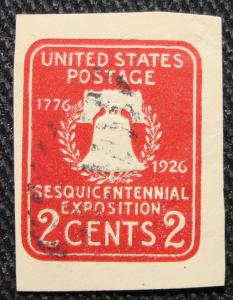 UNITED STATES
POSTAGE
1776
1926
SESQUICENTENNIAL
EXPOSITION
2 CENTS 2